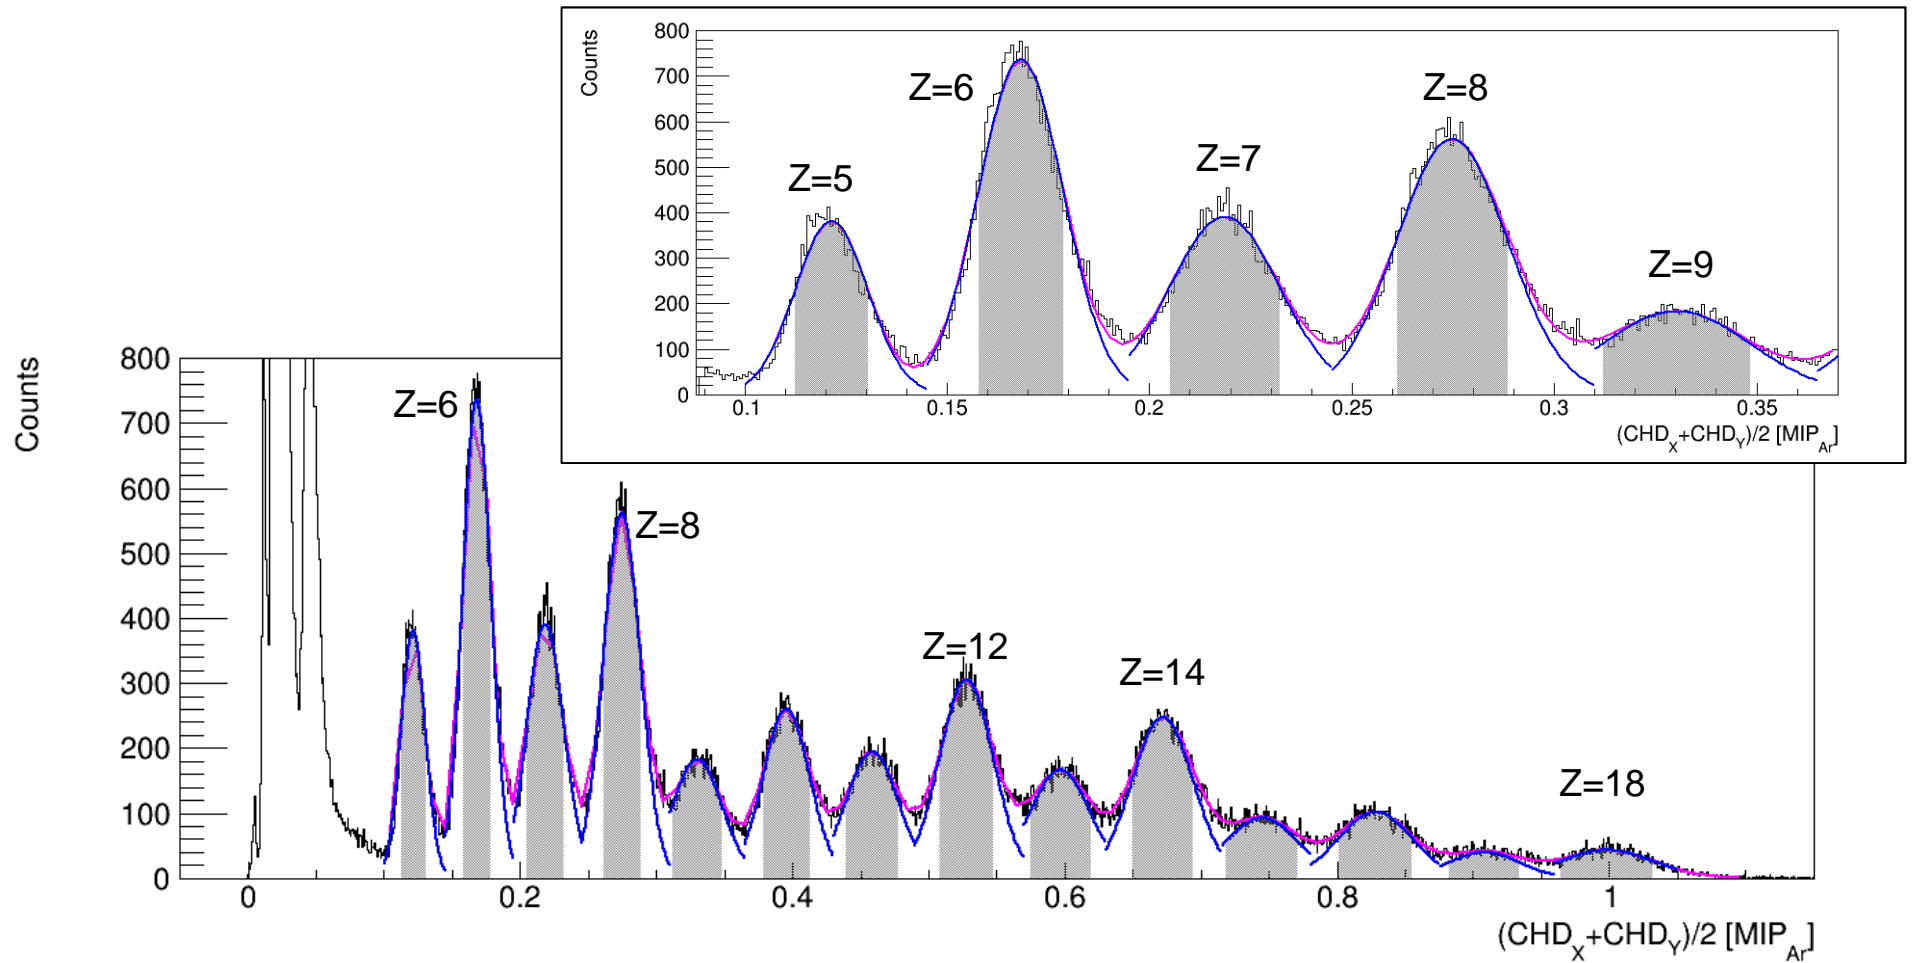 Counts
800
700
600
500
400
300
200
100
0
Z=5
Z=6
Z=7
Z=8
Z=9
0.1 0.15 0.2 0.25 0.3 0.35
(CHD_X+CHD_Y)/2 [MIP_Ar]
Counts
800
700
600
500
400
300
200
100
0
Z=6
Z=8
Z=12
Z=14
Z=18
0 0.2 0.4 0.6 0.8 1
(CHD_X+CHD_Y)/2 [MIP_Ar]